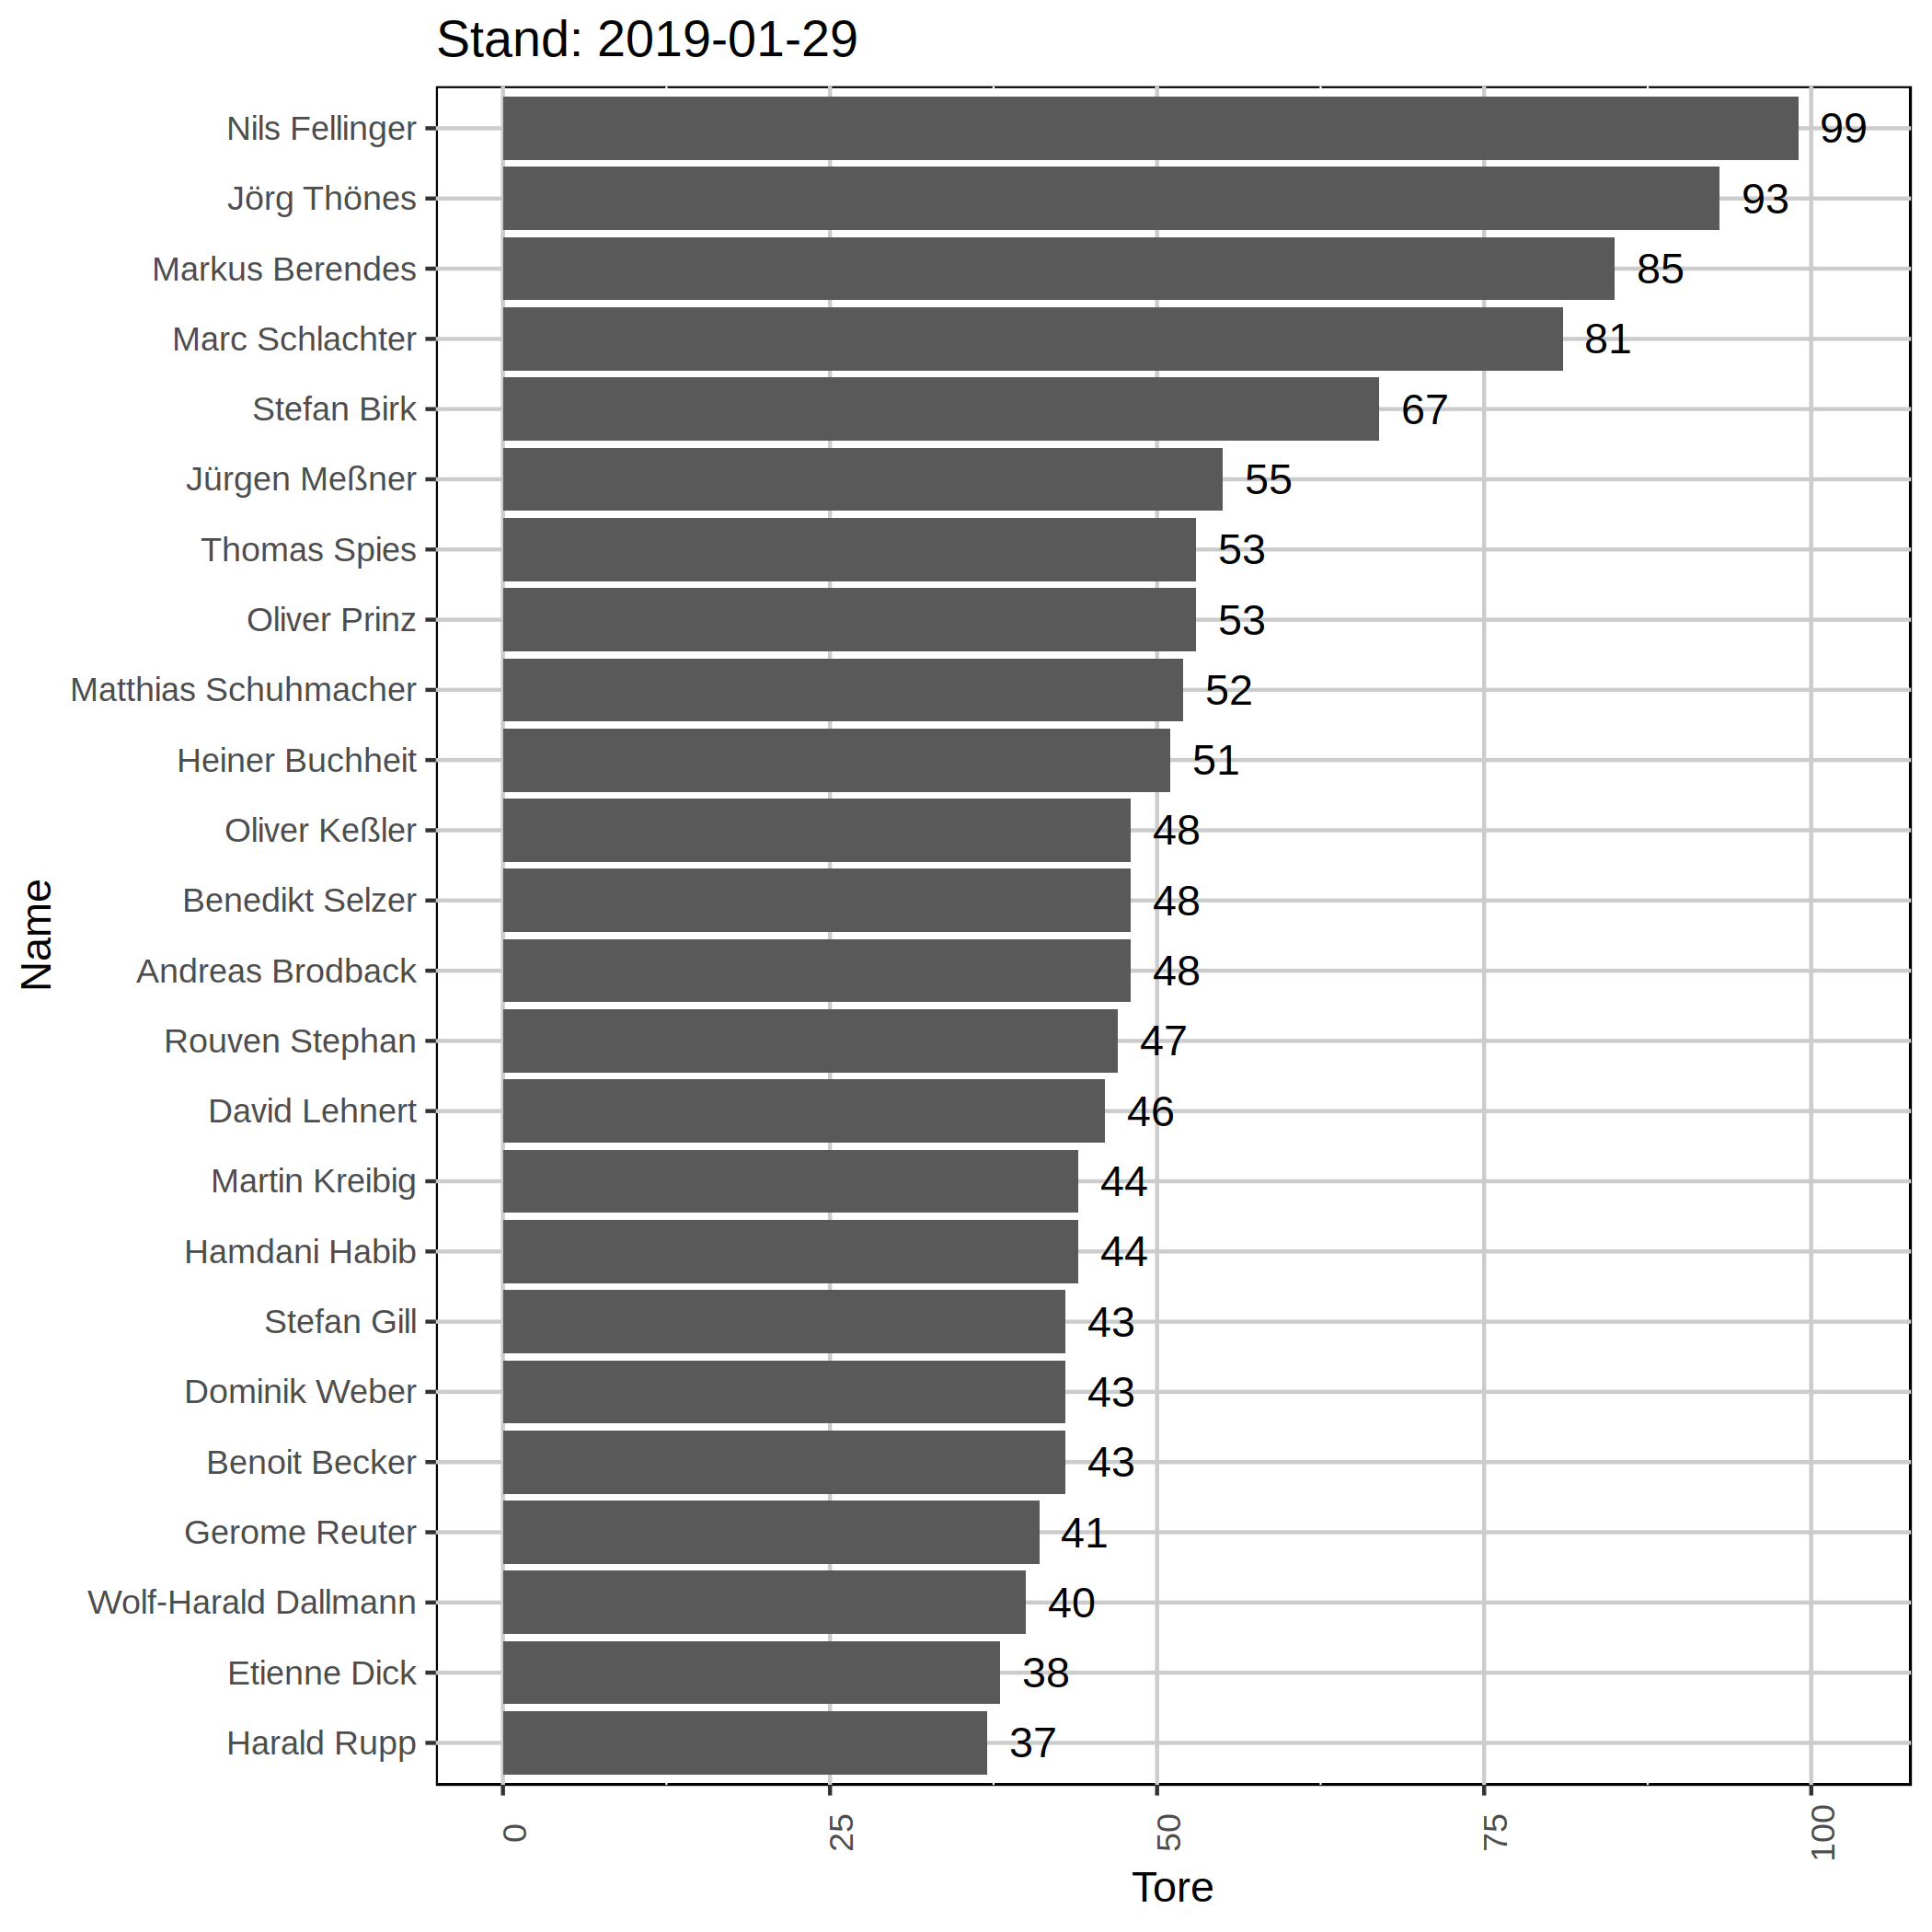 Stand: 2019-01-29
Nils Fellinger 99
Jörg Thönes 93
Markus Berendes 85
Marc Schlachter 81
Stefan Birk 67
Jürgen Meßner 55
Thomas Spies 53
Oliver Prinz 53
Matthias Schuhmacher 52
Heiner Buchheit 51
Oliver Keßler 48
Benedikt Selzer 48
Andreas Brodback 48
Rouven Stephan 47
David Lehnert 46
Martin Kreibig 44
Hamdani Habib 44
Stefan Gill 43
Dominik Weber 43
Benoit Becker 43
Gerome Reuter 41
Wolf-Harald Dallmann 40
Etienne Dick 38
Harald Rupp 37
Name
0 25 50 75 100
Tore